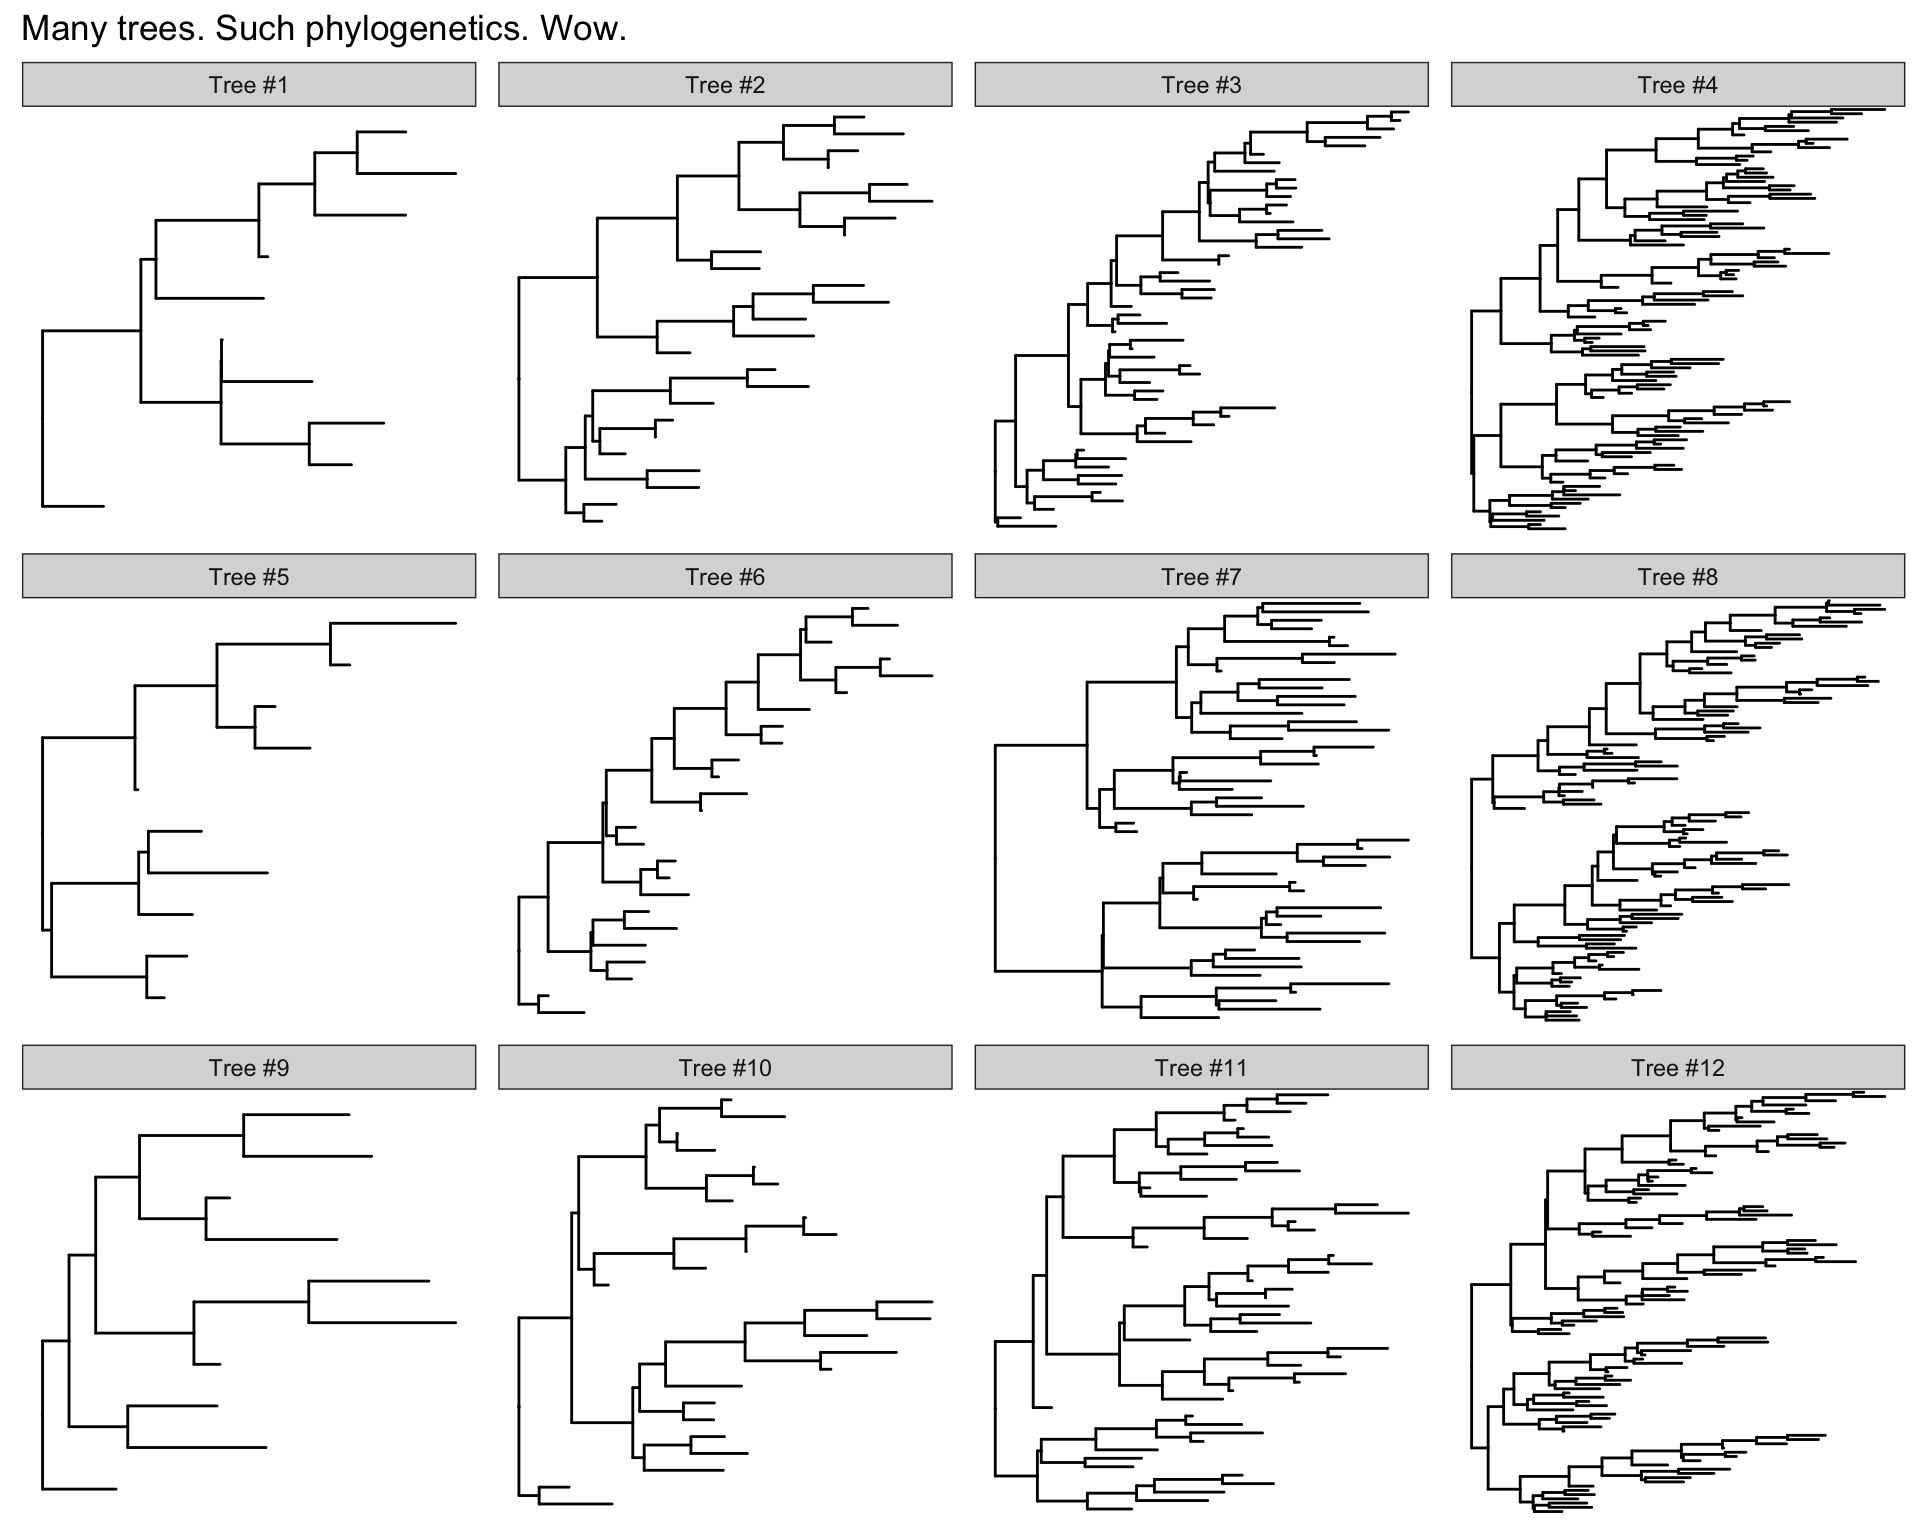 Many trees. Such phylogenetics. Wow.
Tree #1
Tree #2
Tree #3
Tree #4
Tree #5
Tree #6
Tree #7
Tree #8
Tree #9
Tree #10
Tree #11
Tree #12